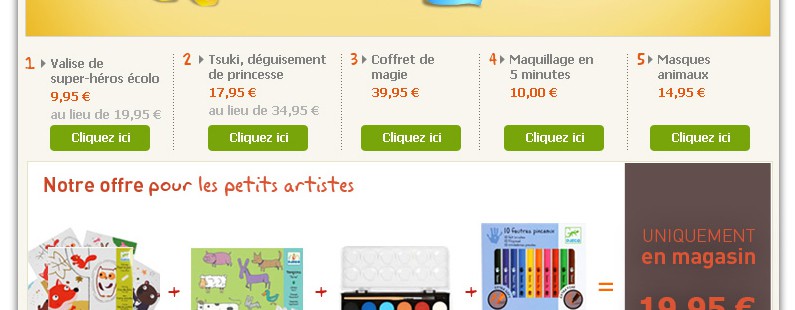 1 Valise de
super-héros écolo
9,95 €
au lieu de 19,95 €
Cliquez ici
2 Tsuki, déguisement
de princesse
17,95 €
au lieu de 34,95 €
Cliquez ici
3 Coffret de
magie
39,95 €
Cliquez ici
4 Maquillage en
5 minutes
10,00 €
Cliquez ici
5 Masques
animaux
14,95 €
Cliquez ici
Notre offre pour les petits artistes
+
+
+
10 feutres pinceaux
=
UNIQUEMENT
en magasin
19,95 €